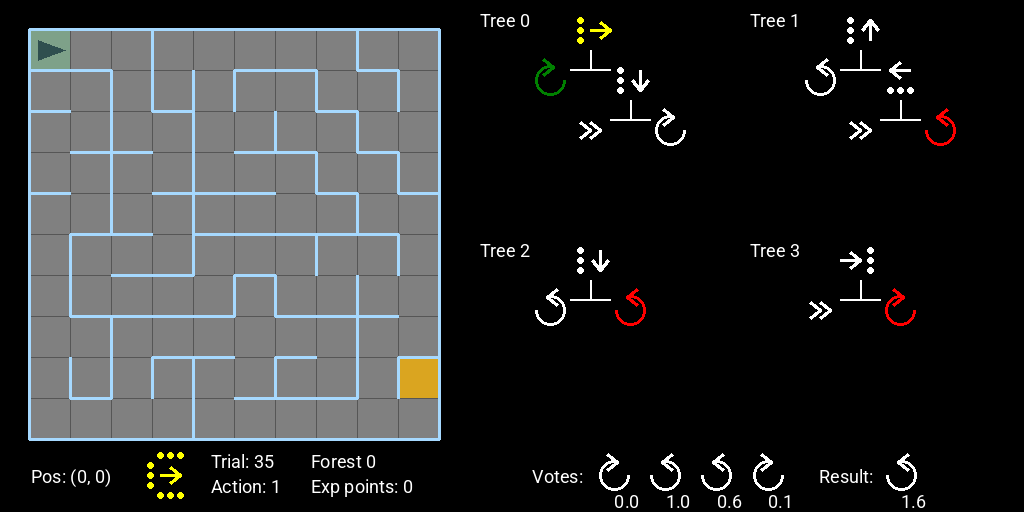 Tree 0
Tree 1
Tree 2
Tree 3
Pos: (0, 0)
Trial: 35
Forest 0
Action: 1
Exp points: 0
Votes:
0.0
1.0
0.6
0.1
Result:
1.6